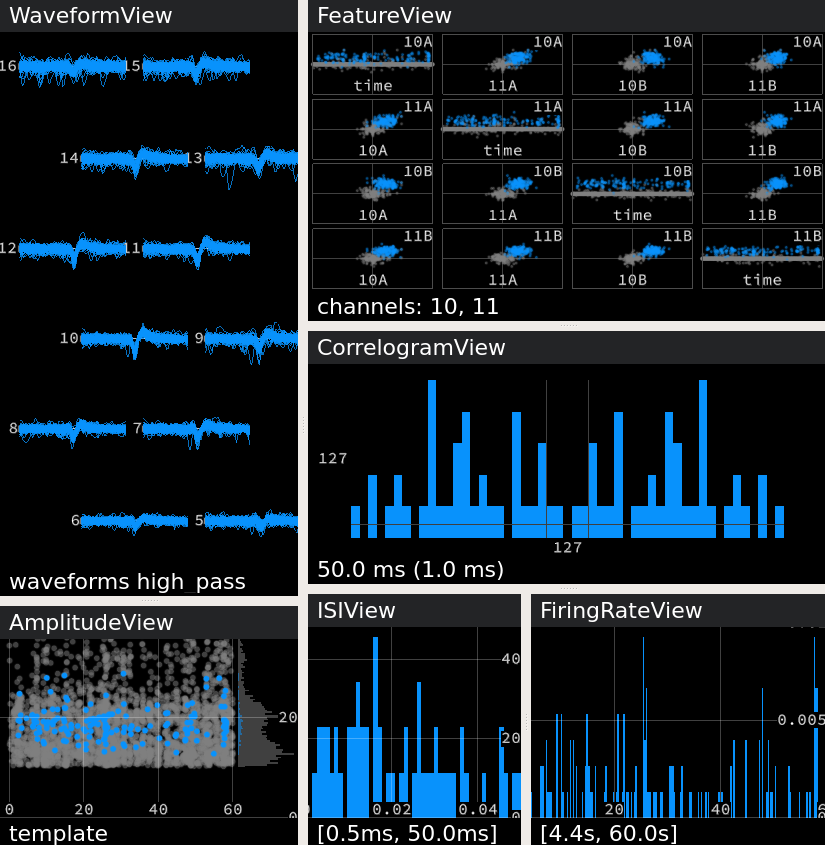 WaveformView
16 15
14 13
12 11
10 9
8 7
6 5
waveforms high_pass
AmplitudeView
20
0 20 40 60 0
template
FeatureView
10A 10A 10A 10A
time 11A 10B 11B
11A 11A 11A 11A
10A time 10B 11B
10B 10B 10B 10B
10A 11A time 11B
11B 11B 11B 11B
10A 11A 10B time
channels: 10, 11
CorrelogramView
127
127
50.0 ms (1.0 ms)
ISIView
40
20
0.02 0.04
[0.5ms, 50.0ms]
FiringRateView
0.005
20 40
[4.4s, 60.0s]